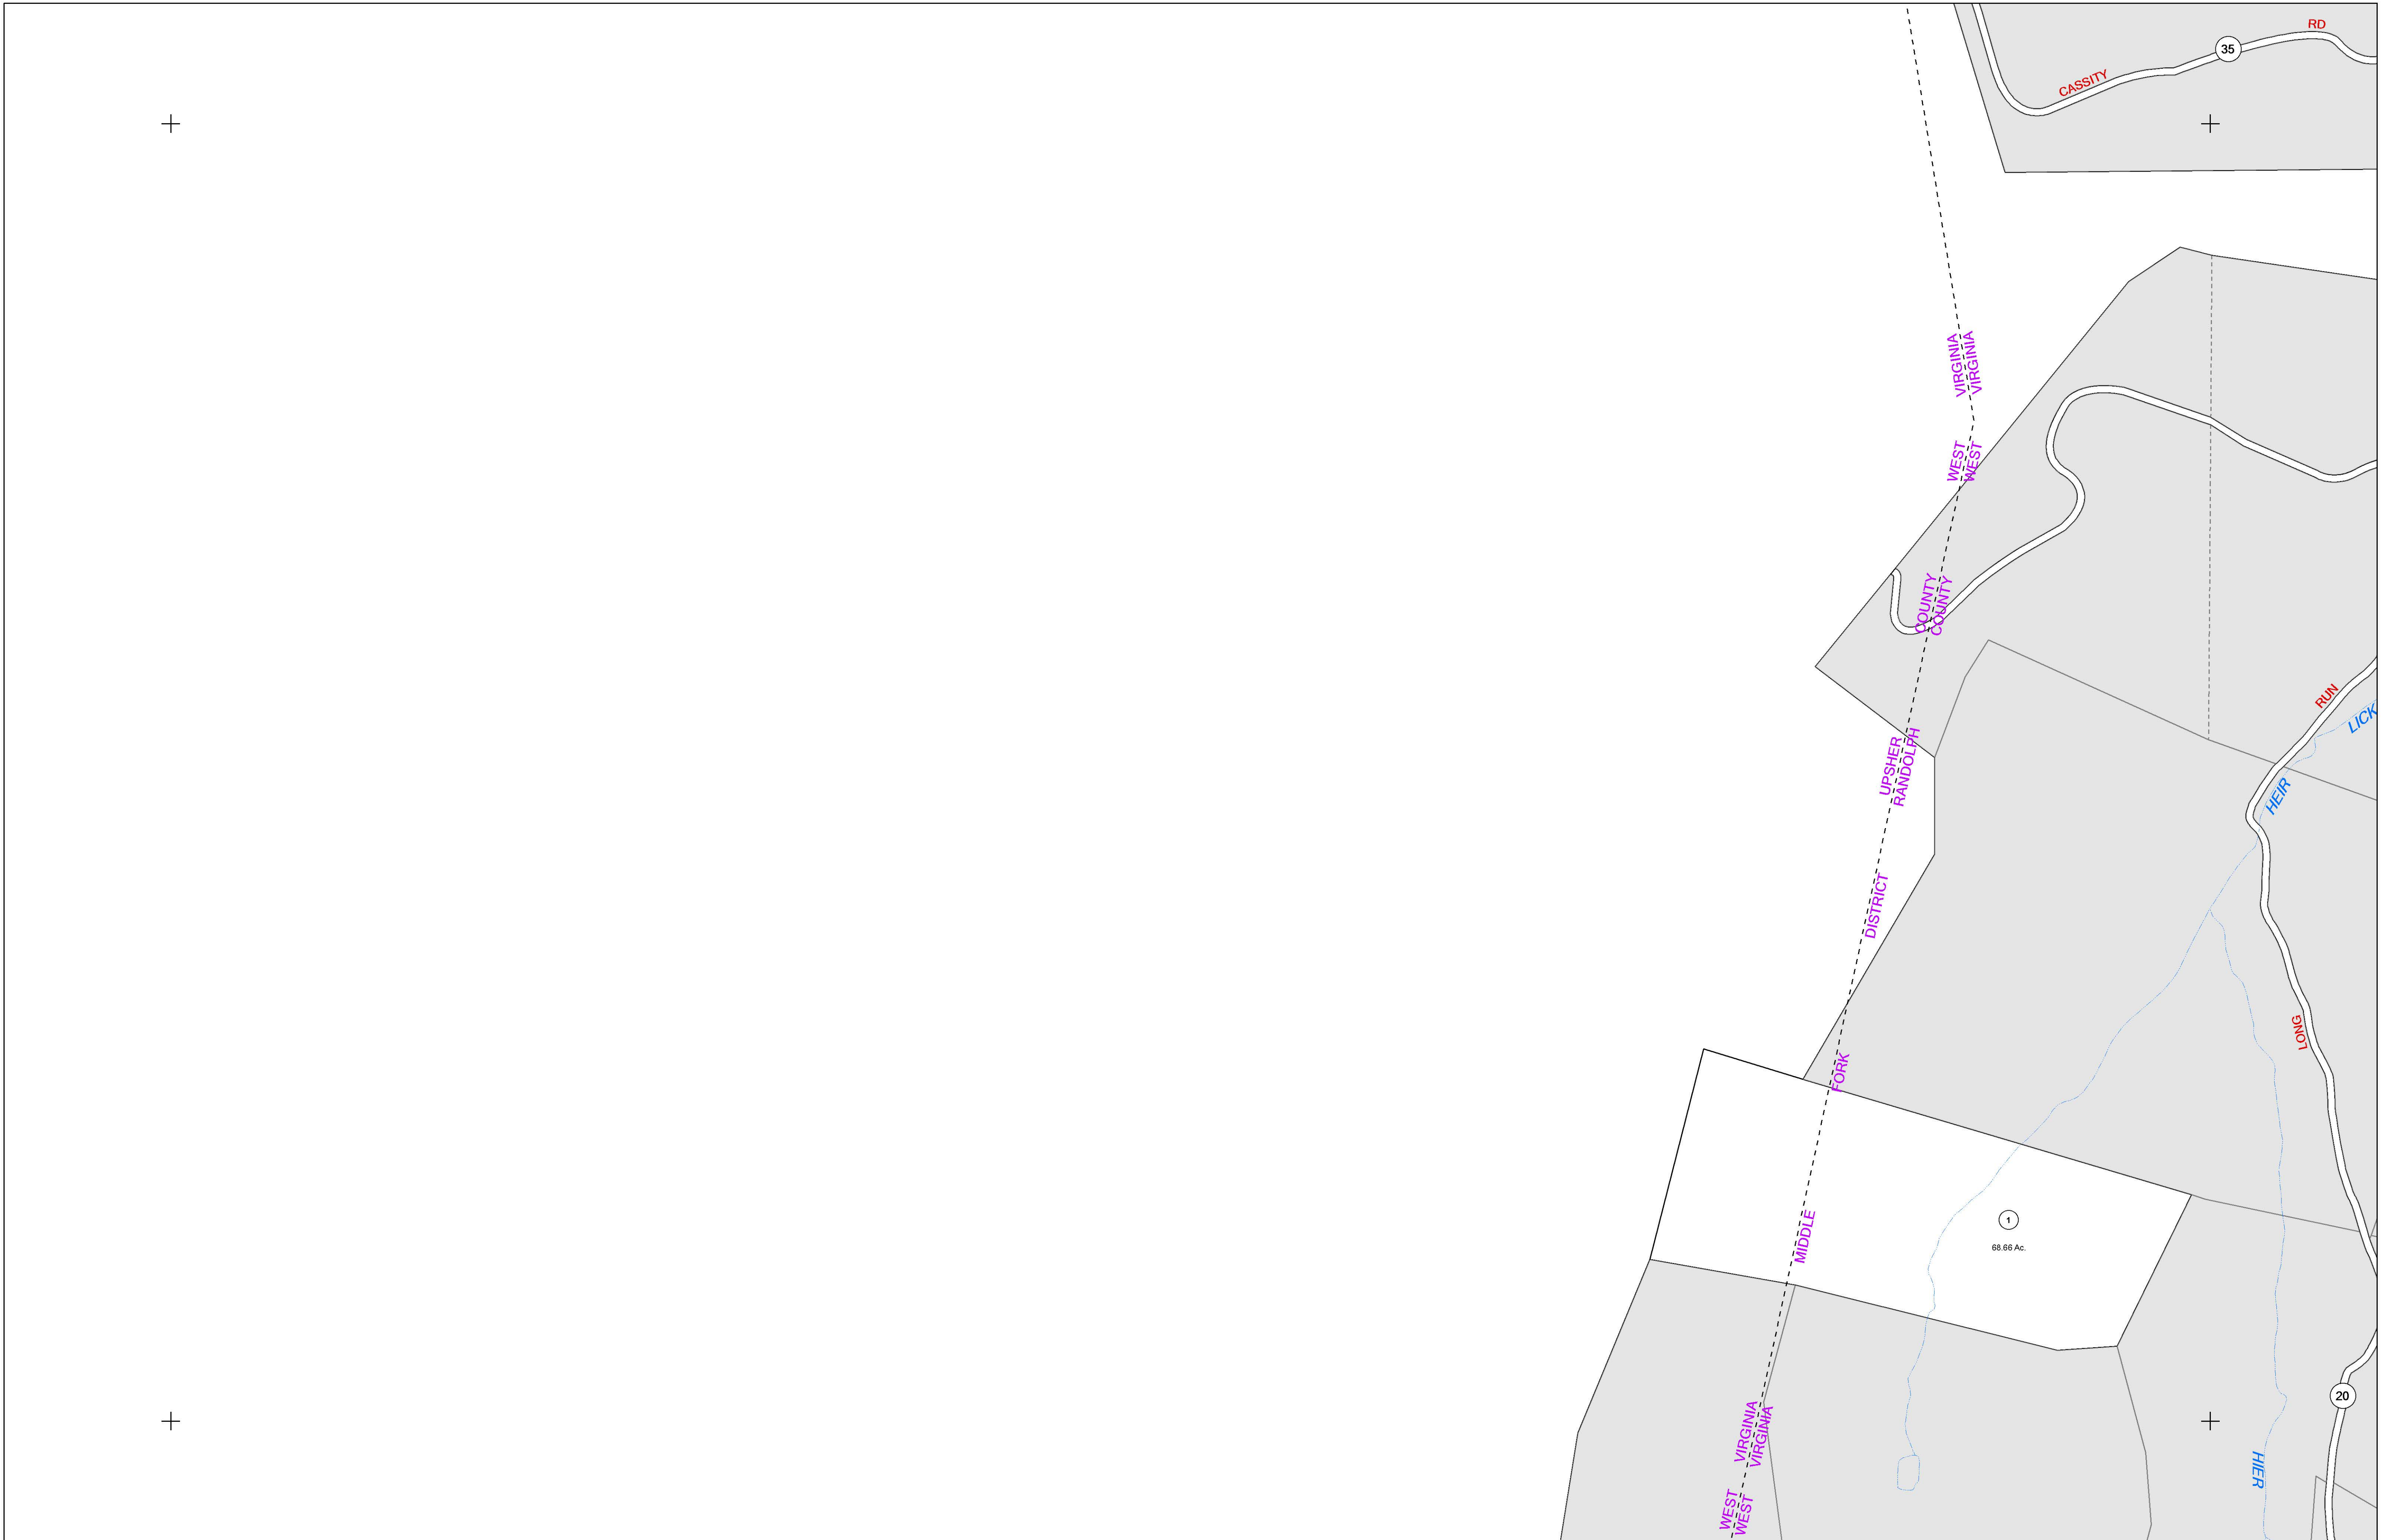 RD
35
CASSITY
VIRGINIA
VIRGINIA
WEST
WEST
COUNTY
COUNTY
RUN
LICK
UPSHER
RANDOLPH
HEIR
DISTRICT
LONG
FORK
MIDDLE
1
68.66 Ac.
20
VIRGINIA
VIRGINIA
HIER
WEST
WEST